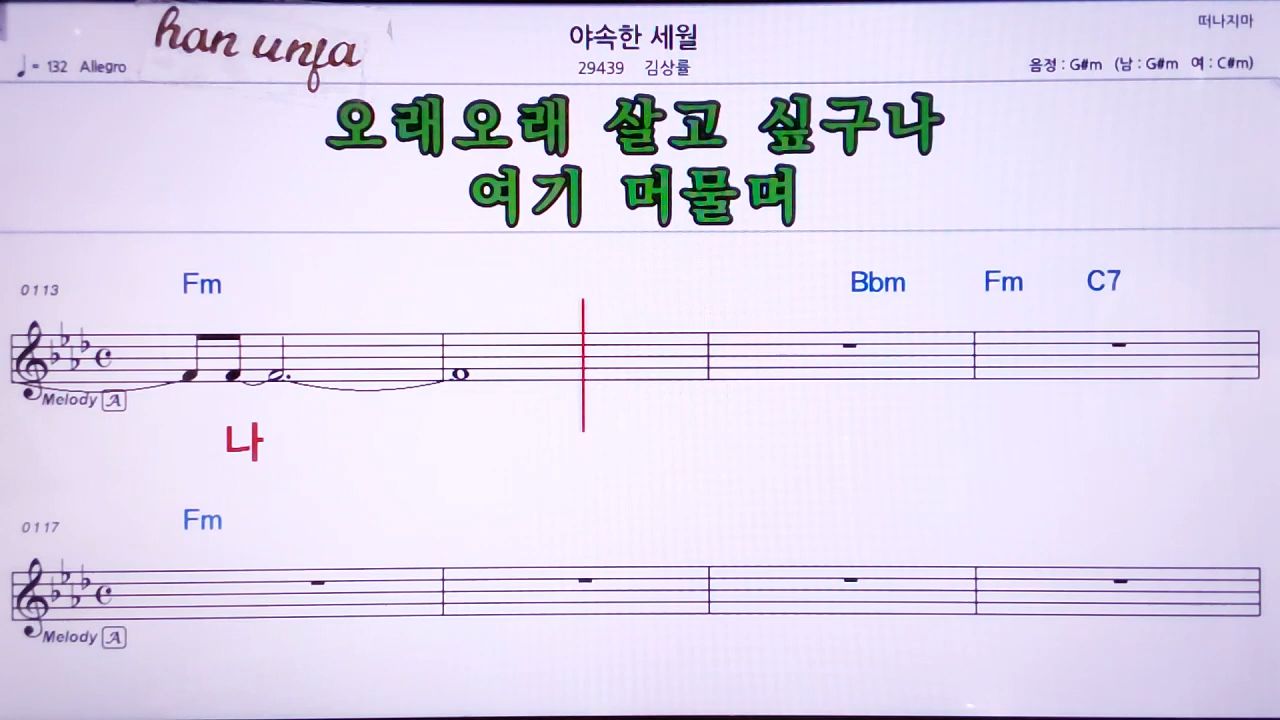 han unfa
야속한 세월
떠나지마
♩= 132 Allegro
29439 김상률
음정 : G#m (남 : G#m 여 : C#m)
오래오래 살고 싶구나
여기 머물며
0113 Fm Bbm Fm C7
Melody A
나
0117 Fm
Melody A